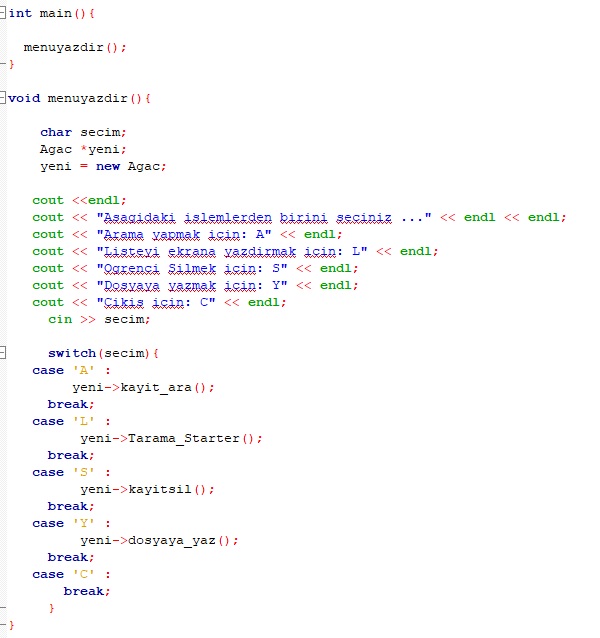 int main(){
menuyazdir();
}
void menuyazdir(){
char secim;
Agac *yeni;
yeni = new Agac;
cout <<endl;
cout << "Asagidaki islemlerden birini seciniz ..." << endl << endl;
cout << "Arama yapmak icin: A" << endl;
cout << "Listeyi ekrana yazdirmak icin: L" << endl;
cout << "Ogrenci Silmek icin: S" << endl;
cout << "Dosyaya yazmak icin: Y" << endl;
cout << "Cikis icin: C" << endl;
cin >> secim;
switch(secim){
case 'A' :
yeni->kayit_ara();
break;
case 'L' :
yeni->Tarama_Starter();
break;
case 'S' :
yeni->kayitsil();
break;
case 'Y' :
yeni->dosyaya_yaz();
break;
case 'C' :
break;
}
}